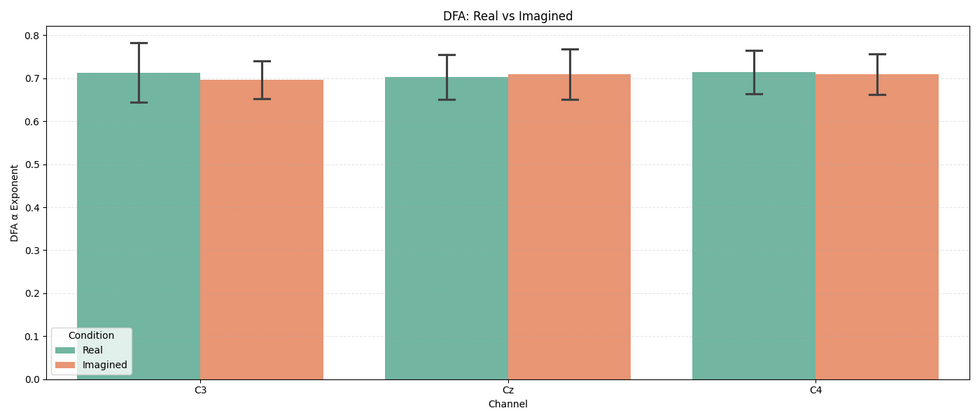 DFA: Real vs Imagined
DFA α Exponent
0.8
0.7
0.6
0.5
0.4
0.3
0.2
0.1
0.0
Condition
Real
Imagined
C3
Cz
C4
Channel